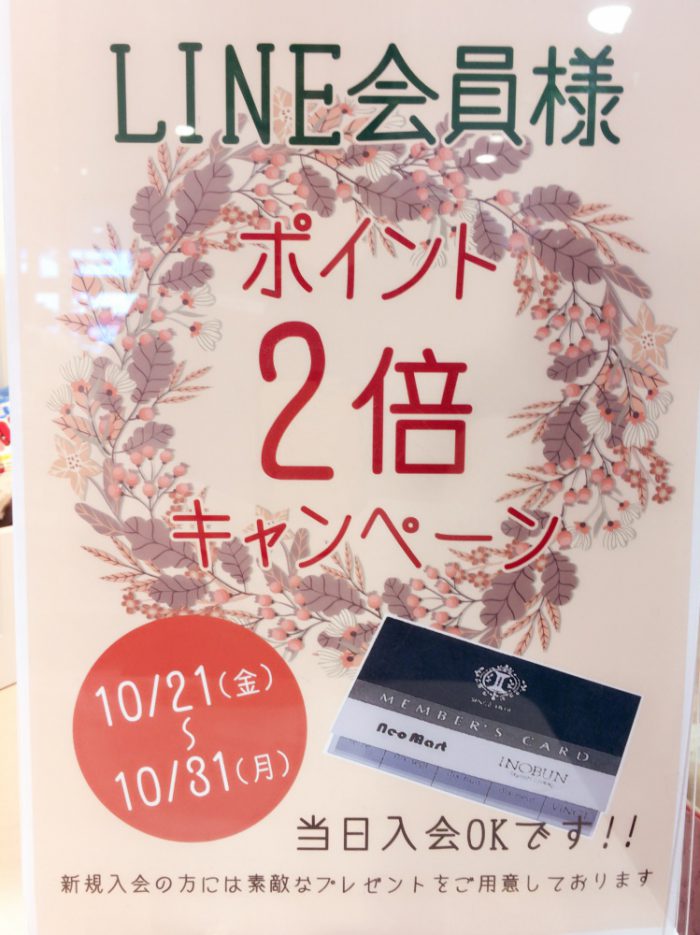 LINE会員様
ポイント
2倍
キャンペーン
10/21(金)
~
10/31(月)
MEMBER'S CARD
Neo Mart
INOBUN
当日入会OKです!!
新規入会の方には素敵なプレゼントをご用意しております